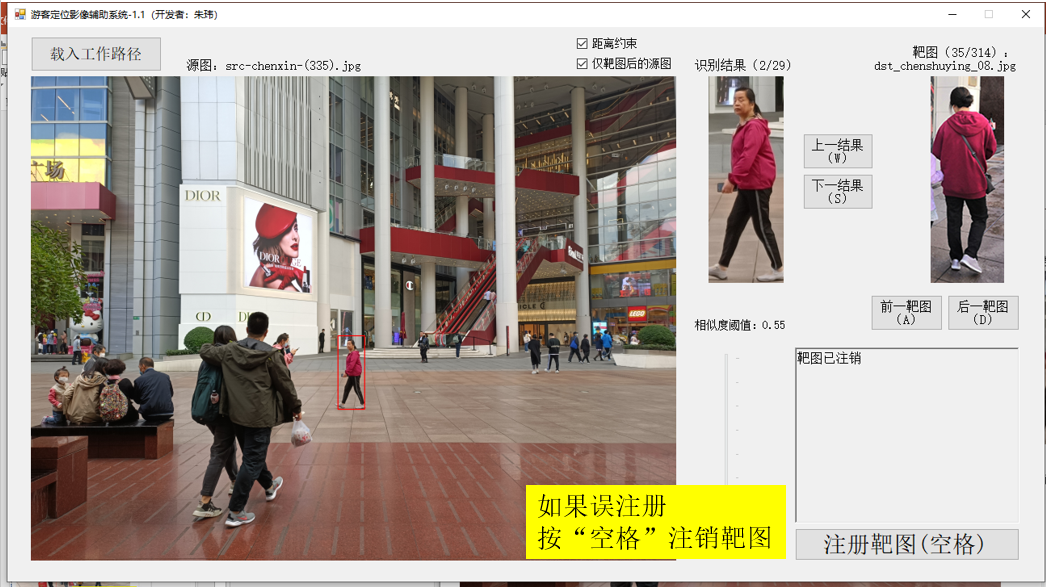 游客定位影像辅助系统-1.1 (开发者：朱玮)
载入工作路径
源图：src-chenxin-(335).jpg
距离约束
仅靶图后的源图
识别结果（2/29）
靶图（35/314）：
dst_chenshuying_08.jpg
广场
DIOR
DIOR
CD
LEGO
上一结果
(W)
下一结果
(S)
前一靶图
(A)
后一靶图
(D)
相似度阈值：0.55
靶图已注销
如果误注册
按“空格”注销靶图
注册靶图(空格)